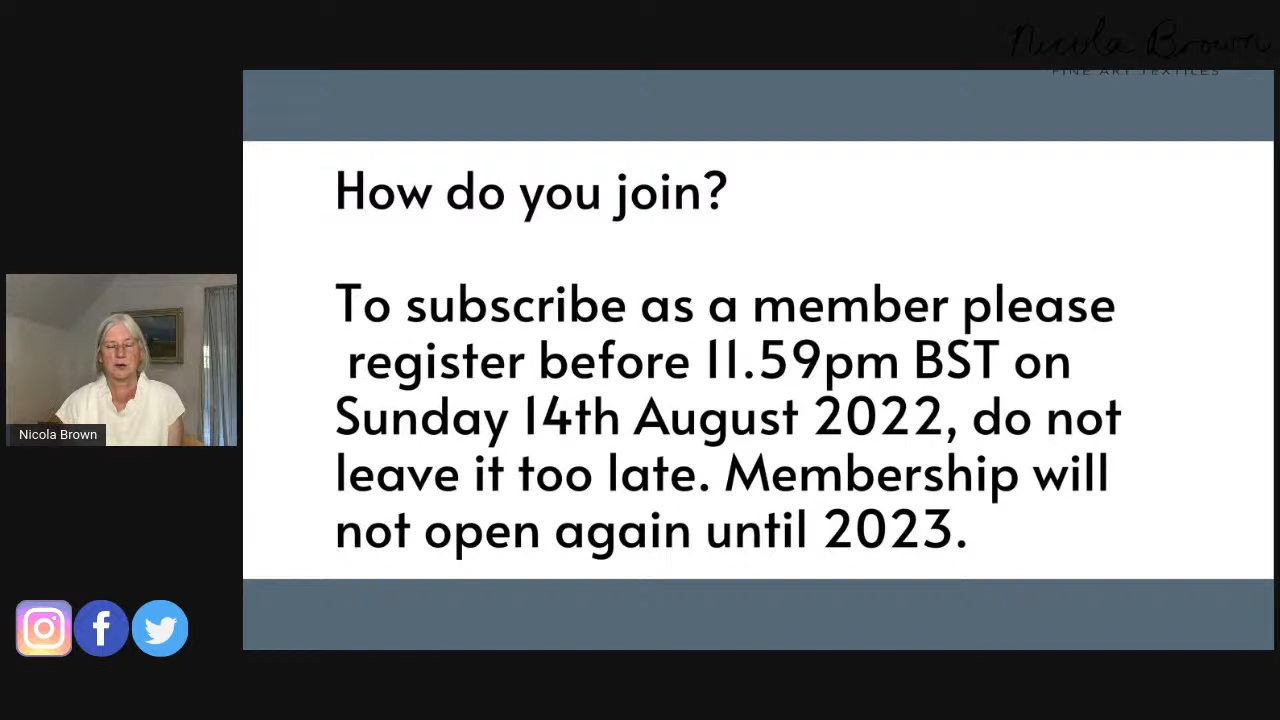 Nicola Brown
FINE ART TEXTILES
How do you join?
To subscribe as a member please
register before 11.59pm BST on
Sunday 14th August 2022, do not
leave it too late. Membership will
not open again until 2023.
Nicola Brown